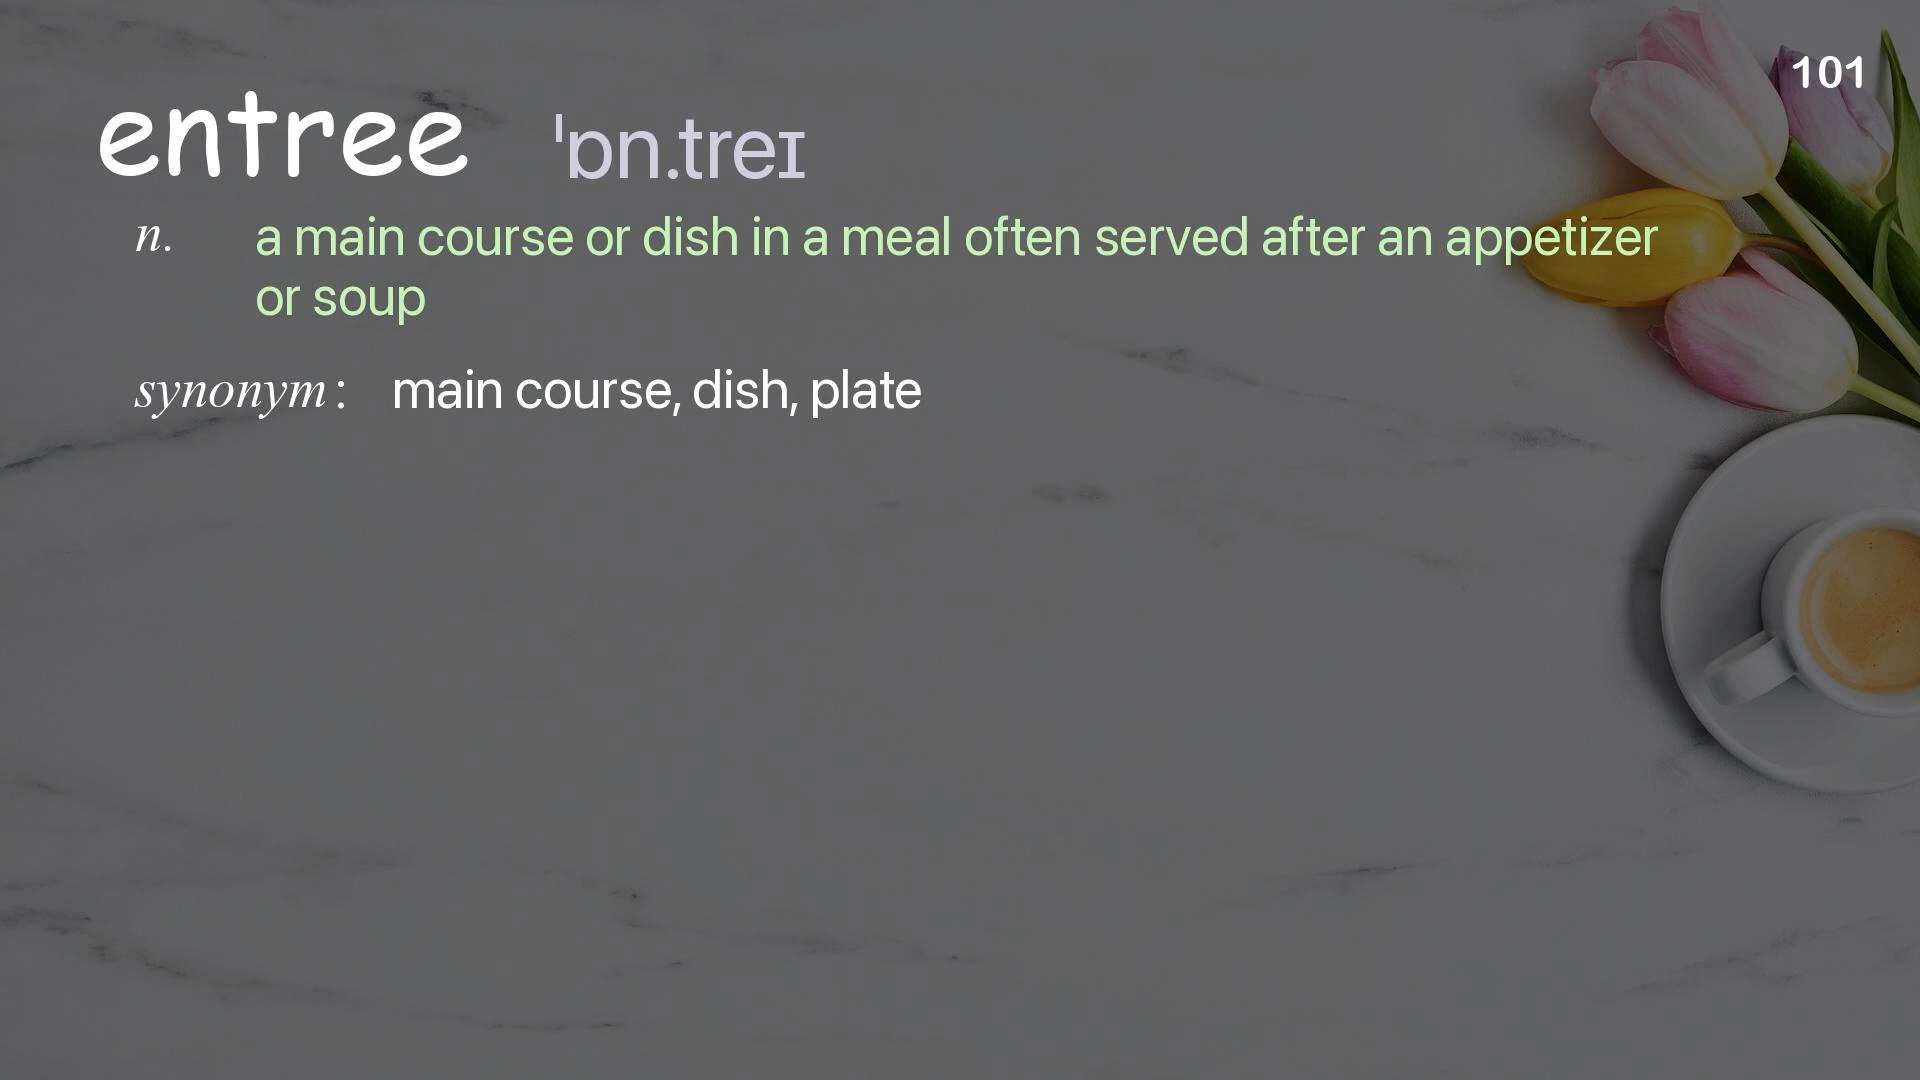 101
entree ˈɒn.treɪ
n. a main course or dish in a meal often served after an appetizer
or soup
synonym: main course, dish, plate